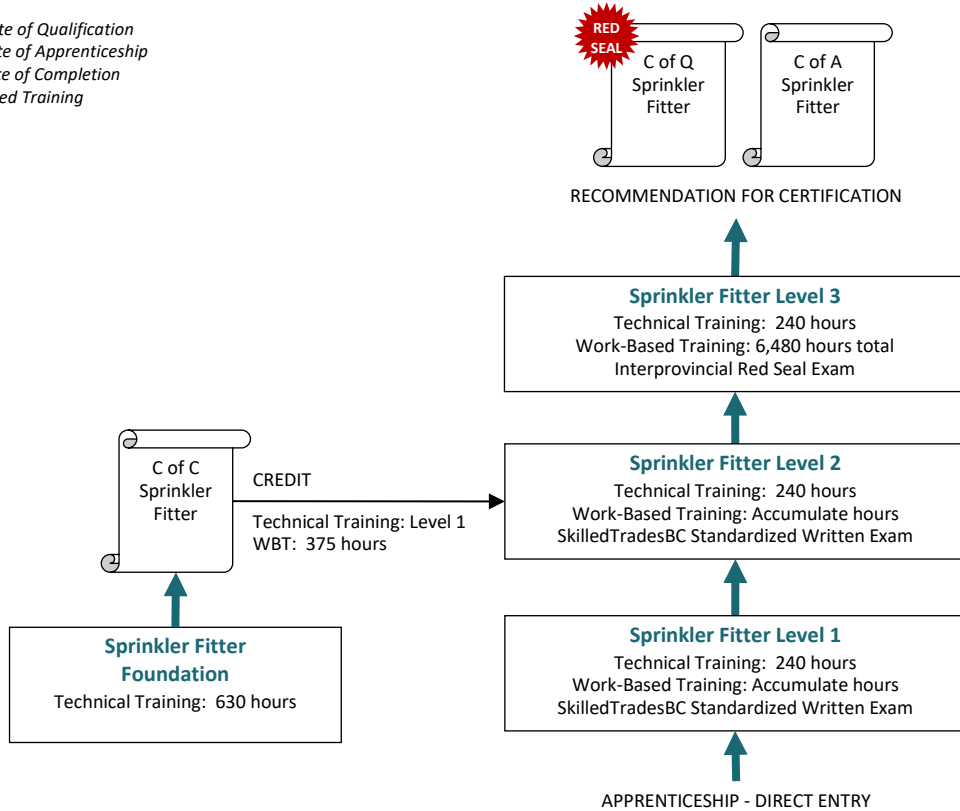 te of Qualification
te of Apprenticeship
te of Completion
ed Training
RED
SEAL
C of Q
Sprinkler
Fitter
C of A
Sprinkler
Fitter
RECOMMENDATION FOR CERTIFICATION
Sprinkler Fitter Level 3
Technical Training: 240 hours
Work-Based Training: 6,480 hours total
Interprovincial Red Seal Exam
C of C
Sprinkler
Fitter
CREDIT
Technical Training: Level 1
WBT: 375 hours
Sprinkler Fitter Level 2
Technical Training: 240 hours
Work-Based Training: Accumulate hours
SkilledTradesBC Standardized Written Exam
Sprinkler Fitter
Foundation
Technical Training: 630 hours
Sprinkler Fitter Level 1
Technical Training: 240 hours
Work-Based Training: Accumulate hours
SkilledTradesBC Standardized Written Exam
APPRENTICESHIP - DIRECT ENTRY